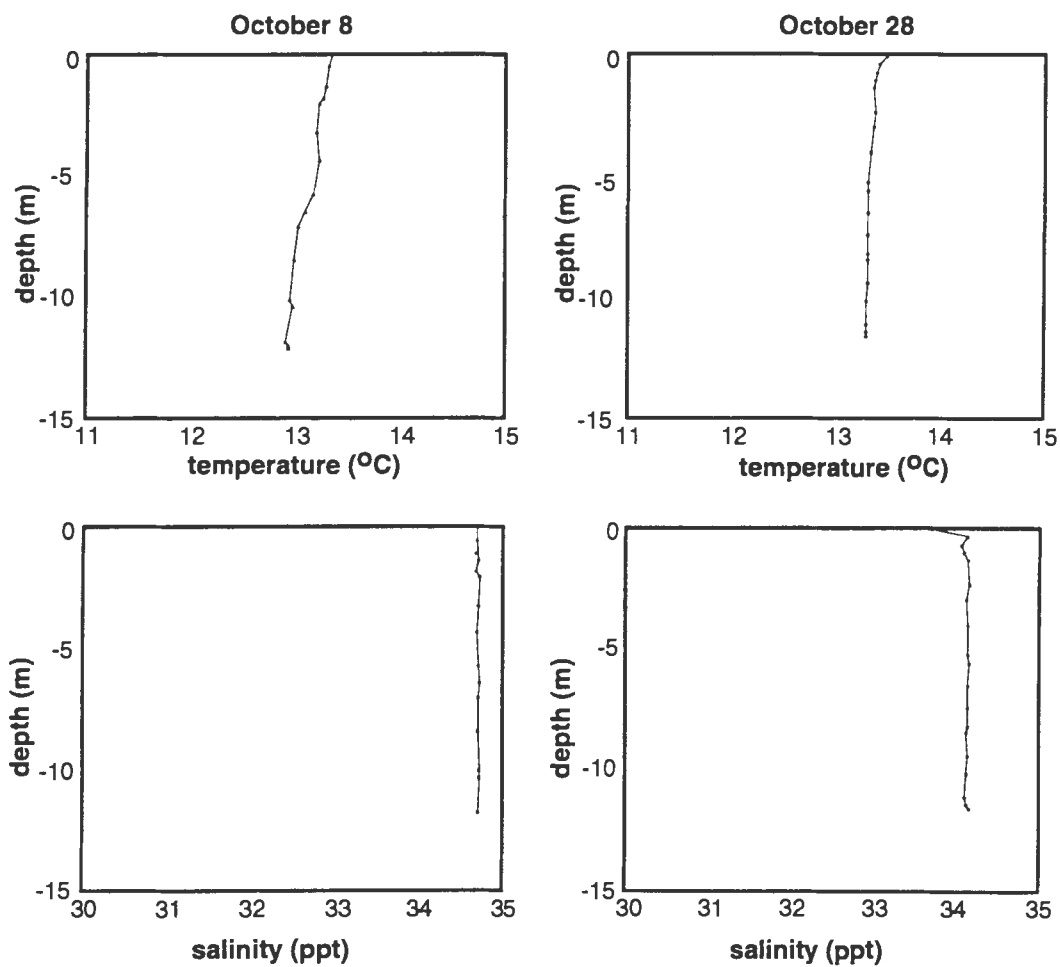 October 8
0
-5
-10
-15
depth (m)
11 12 13 14 15
temperature (°C)
October 28
0
-5
-10
-15
depth (m)
11 12 13 14 15
temperature (°C)
0
-5
-10
-15
depth (m)
30 31 32 33 34 35
salinity (ppt)
0
-5
-10
-15
depth (m)
30 31 32 33 34 35
salinity (ppt)